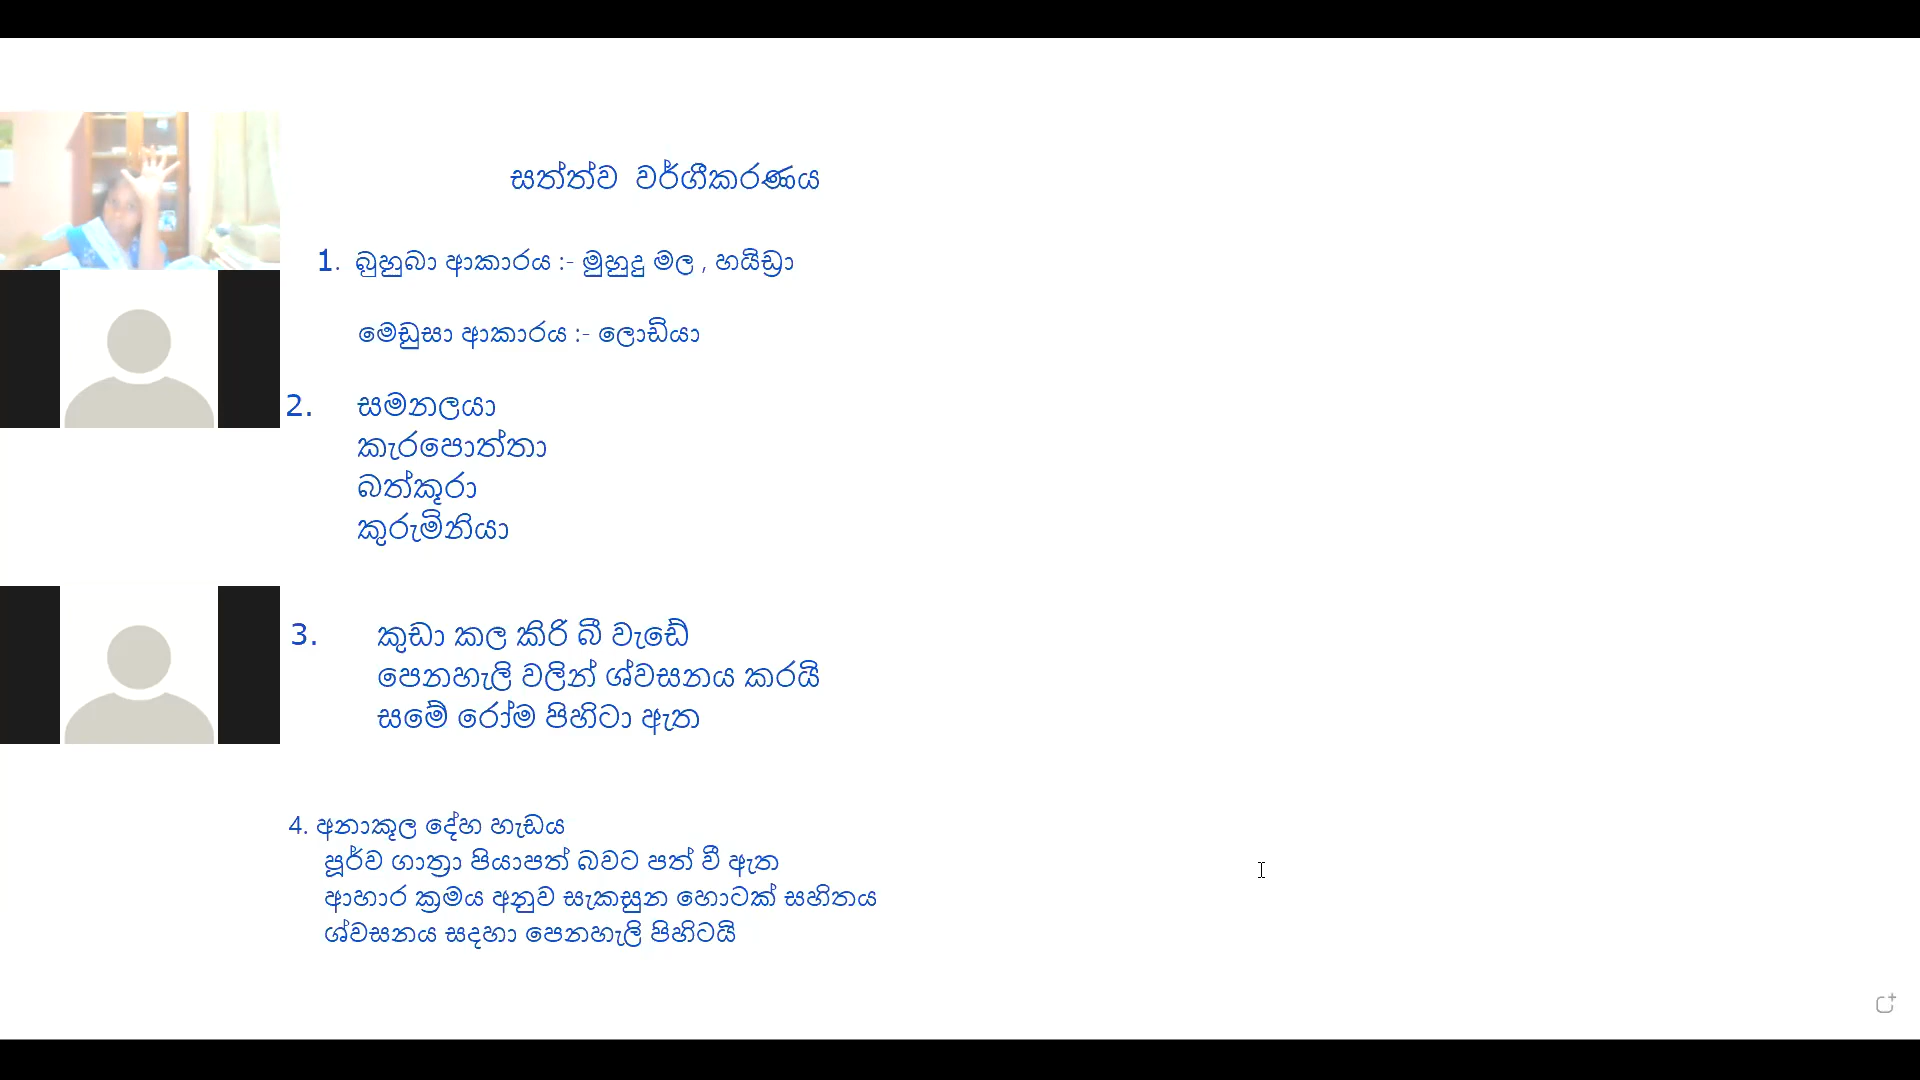 සත්ත්ව වර්ගීකරණය
1. බුහුබා ආකාරය :- මුහුදු මල , හයිඩ්‍රා
මෙඩුසා ආකාරය :- ලොඩියා
2. සමනලයා
කැරපොත්තා
බත්කූරා
කුරුමිනියා
3. කුඩා කල කිරි බී වැඩේ
පෙනහැලි වලින් ශ්වසනය කරයි
සමේ රෝම පිහිටා ඇත
4. අනාකූල දේහ හැඩය
පූර්ව ගාත්‍රා පියාපත් බවට පත් වී ඇත
ආහාර ක්‍රමය අනුව සැකසුන හොටක් සහිතය
ශ්වසනය සදහා පෙනහැලි පිහිටයි